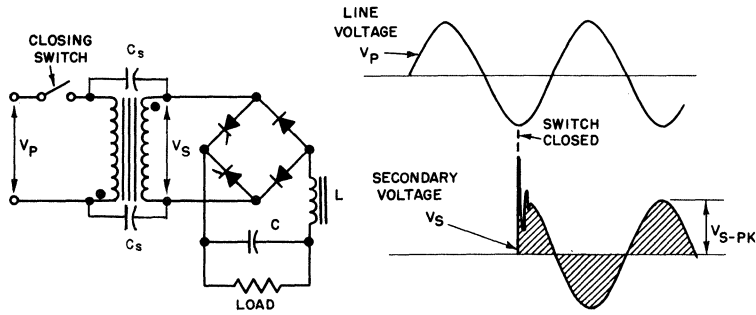 CLOSING
SWITCH
Cs
VP
VS
Cs
L
C
LOAD
LINE
VOLTAGE
VP
SWITCH
CLOSED
SECONDARY
VOLTAGE
VS
VS-PK